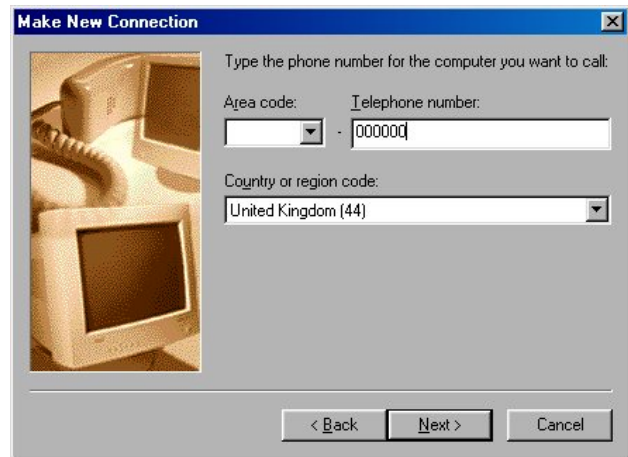 Make New Connection
Type the phone number for the computer you want to call:
Area code: Telephone number:
- 000000
Country or region code:
United Kingdom (44)
< Back Next > Cancel